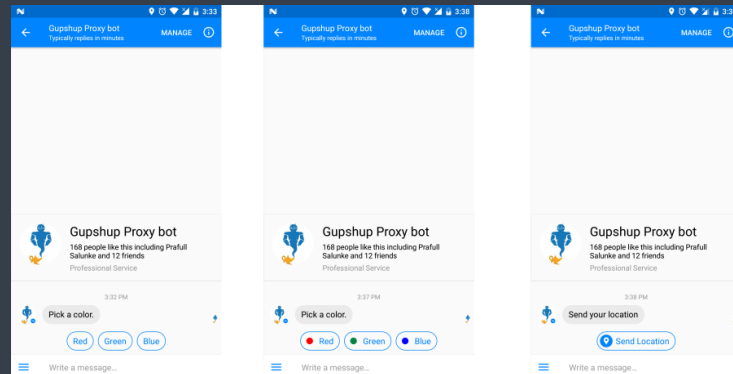 3:33
Gupshup Proxy bot
Typically replies in minutes
MANAGE
Gupshup Proxy bot
168 people like this including Prafull
Salunke and 12 friends
Professional Service
3:32 PM
Pick a color.
Red Green Blue
Write a message...
3:38
Gupshup Proxy bot
Typically replies in minutes
MANAGE
Gupshup Proxy bot
168 people like this including Prafull
Salunke and 12 friends
Professional Service
3:37 PM
Pick a color.
Red Green Blue
Write a message...
Gupshup Proxy bot
Typically replies in minutes
MANAGE
Gupshup Proxy bot
168 people like this including Prafull
Salunke and 12 friends
Professional Service
3:38 PM
Send your location
Send Location
Write a message...